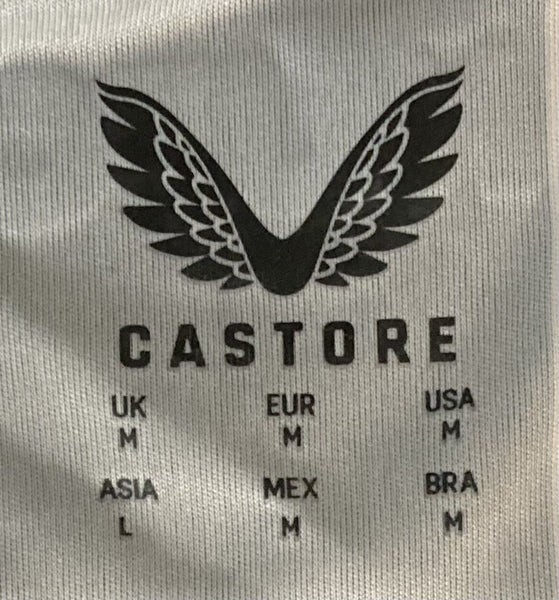 CASTORE
UK EUR USA
M M M
ASIA MEX BRA
L M M